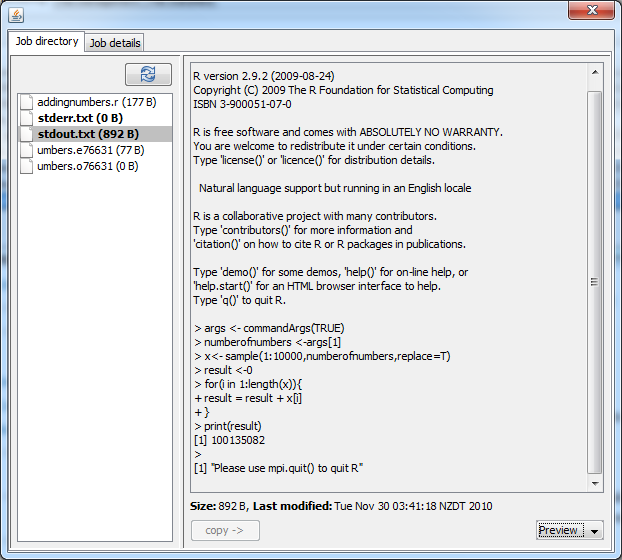 Job directory
Job details
addingnumbers.r (177 B)
stderr.txt (0 B)
stdout.txt (892 B)
umbers.e76631 (77 B)
umbers.o76631 (0 B)
R version 2.9.2 (2009-08-24)
Copyright (C) 2009 The R Foundation for Statistical Computing
ISBN 3-900051-07-0
R is free software and comes with ABSOLUTELY NO WARRANTY.
You are welcome to redistribute it under certain conditions.
Type 'license()' or 'licence()' for distribution details.
Natural language support but running in an English locale
R is a collaborative project with many contributors.
Type 'contributors()' for more information and
'citation()' on how to cite R or R packages in publications.
Type 'demo()' for some demos, 'help()' for on-line help, or
'help.start()' for an HTML browser interface to help.
Type 'q()' to quit R.
> args <- commandArgs(TRUE)
> numberofnumbers <-args[1]
> x<- sample(1:10000,numberofnumbers,replace=T)
> result <-0
> for(i in 1:length(x)){
+ result = result + x[i]
+ }
> print(result)
[1] 100135082
>
[1] "Please use mpi.quit() to quit R"
Size: 892 B, Last modified: Tue Nov 30 03:41:18 NZDT 2010
copy ->
Preview